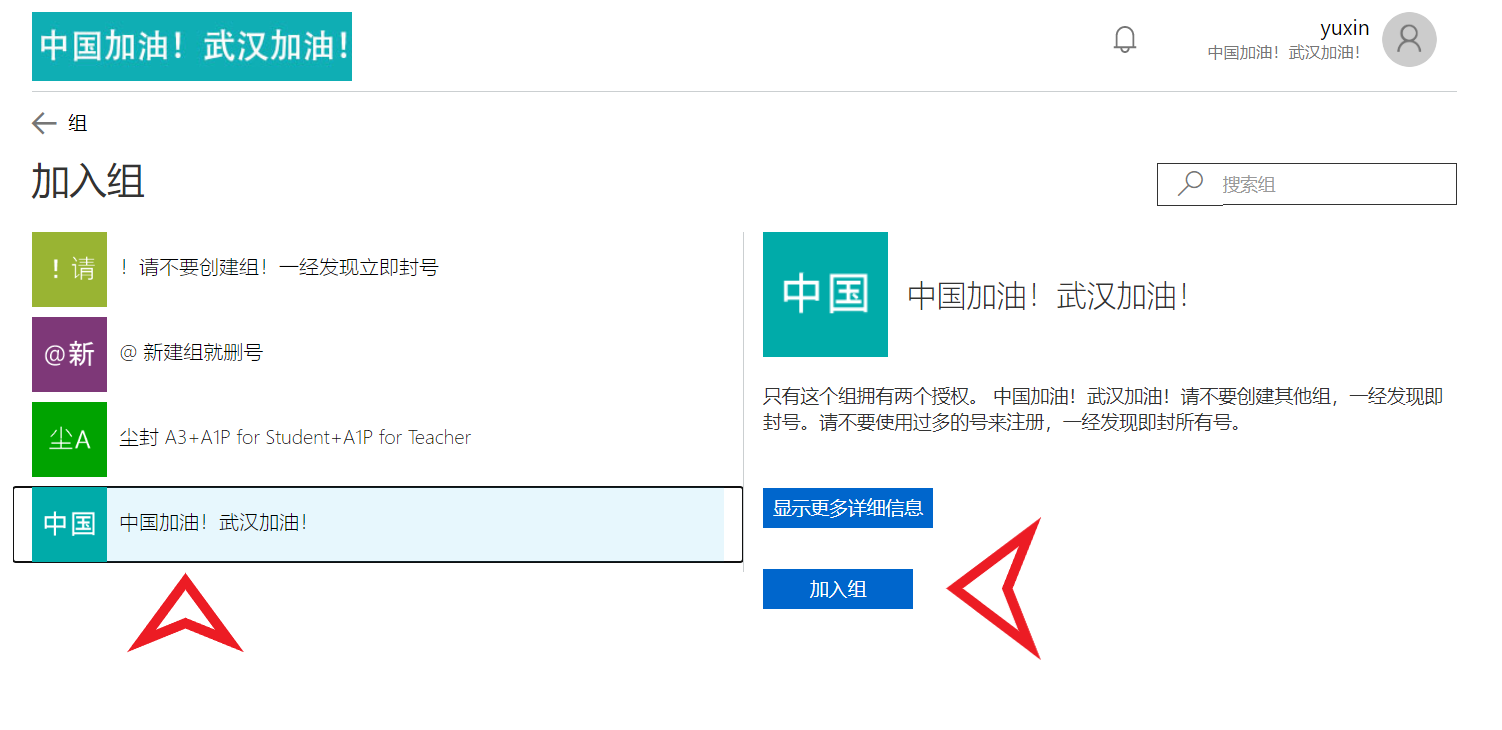 中国加油！武汉加油！
yuxin
中国加油！武汉加油！
组
加入组
搜索组
！请
！请不要创建组！一经发现立即封号
@新
@ 新建组就删号
尘A
尘封 A3+A1P for Student+A1P for Teacher
中国
中国加油！武汉加油！
中国
中国加油！武汉加油！
只有这个组拥有两个授权。 中国加油！武汉加油！请不要创建其他组，一经发现即
封号。请不要使用过多的号来注册，一经发现即封所有号。
显示更多详细信息
加入组